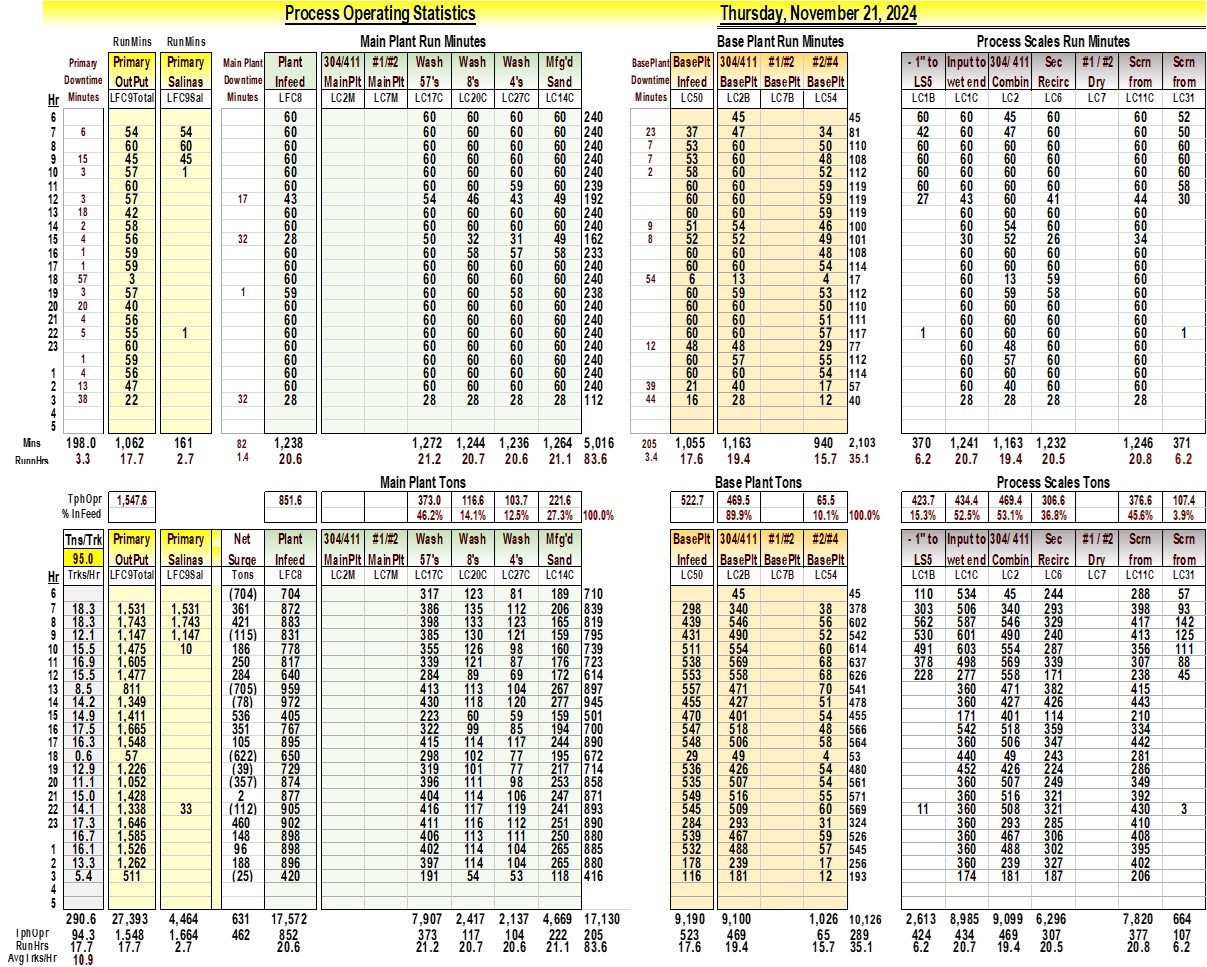 Process Operating Statistics Thursday, November 21, 2024
RunMins RunMins Main Plant Run Minutes Base Plant Run Minutes Process Scales Run Minutes
Primary Primary Primary Main Plant Plant 304/411 #1/#2 Wash Wash Wash Mfg'd BasePlant BasePlt 304/411 #1/#2 #2/#4 - 1" to Input to 304/ 411 Sec #1 / #2 Scrn Scrn
Downtime OutPut Salinas Downtime Infeed MainPlt MainPlt 57's 8's 4's Sand Downtime Infeed BasePlt BasePlt BasePlt LS5 wet end Combin Recirc Dry from from
Hr Minutes LFC9Total LFC9Sal Minutes LFC8 LC2M LC7M LC17C LC20C LC27C LC14C Minutes LC50 LC2B LC7B LC54 LC1B LC1C LC2 LC6 LC7 LC11C LC31
6 60 60 60 60 60 240 45 45 60 60 45 60 60 52
7 6 54 54 60 60 60 60 60 240 23 37 47 34 81 42 60 47 60 60 50
8 60 60 60 60 60 60 60 240 7 53 60 50 110 60 60 60 60 60 60
9 15 45 45 60 60 60 60 60 240 7 53 60 48 108 60 60 60 60 60 60
10 3 57 1 60 60 60 60 60 240 2 58 60 52 112 60 60 60 60 60 60
11 60 60 60 60 59 60 239 60 60 59 119 60 60 60 60 60 58
12 3 57 17 43 54 46 43 49 192 60 60 59 119 27 43 60 41 44 30
13 18 42 60 60 60 60 60 240 60 60 59 119 60 60 60 60
14 2 58 60 60 60 60 60 240 9 51 54 46 100 60 54 60 60
15 4 56 32 28 50 32 31 49 162 8 52 52 49 101 30 52 26 34
16 1 59 60 60 58 57 58 233 60 60 48 108 60 60 60 60
17 1 59 60 60 60 60 60 240 60 60 54 114 60 60 60 60
18 57 3 60 60 60 60 60 240 54 6 13 4 17 60 13 59 60
19 3 57 1 59 60 60 58 60 238 60 59 53 112 60 59 58 60
20 20 40 60 60 60 60 60 240 60 60 50 110 60 60 60 60
21 4 56 60 60 60 60 60 240 60 60 51 111 60 60 60 60
22 5 55 1 60 60 60 60 60 240 60 60 57 117 1 60 60 60 60 1
23 60 60 60 60 60 60 240 12 48 48 29 77 60 48 60 60
1 59 60 60 60 60 60 240 60 57 55 112 60 57 60 60
1 4 56 60 60 60 60 60 240 60 60 54 114 60 60 60 60
2 13 47 60 60 60 60 60 240 39 21 40 17 57 60 40 60 60
3 38 22 32 28 28 28 28 28 112 44 16 28 12 40 28 28 28 28
4
5
Mins 198.0 1,062 161 82 1,238 1,272 1,244 1,236 1,264 5,016 205 1,055 1,163 940 2,103 370 1,241 1,163 1,232 1,246 371
RunnHrs 3.3 17.7 2.7 1.4 20.6 21.2 20.7 20.6 21.1 83.6 3.4 17.6 19.4 15.7 35.1 6.2 20.7 19.4 20.5 20.8 6.2
Main Plant Tons Base Plant Tons Process Scales Tons
TphOpr 1,547.6 851.6 373.0 116.6 103.7 221.6 522.7 469.5 65.5 423.7 434.4 469.4 306.6 376.6 107.4
% InFeed 46.2% 14.1% 12.5% 27.3% 100.0% 89.9% 10.1% 100.0% 15.3% 52.5% 53.1% 36.8% 45.6% 3.9%
Tns/Trk Primary Primary Net Plant 304/411 #1/#2 Wash Wash Wash Mfg'd BasePlt 304/411 #1/#2 #2/#4 - 1" to Input to 304/ 411 Sec #1 / #2 Scrn Scrn
95.0 OutPut Salinas Surge Infeed MainPlt MainPlt 57's 8's 4's Sand Infeed BasePlt BasePlt BasePlt LS5 wet end Combin Recirc Dry from from
Hr Trks/Hr LFC9Total LFC9Sal Tons LFC8 LC2M LC7M LC17C LC20C LC27C LC14C LC50 LC2B LC7B LC54 LC1B LC1C LC2 LC6 LC7 LC11C LC31
6 (704) 704 317 123 81 189 710 45 45 110 534 45 244 288 57
7 18.3 1,531 1,531 361 872 386 135 112 206 839 298 340 38 378 303 506 340 293 398 93
8 18.3 1,743 1,743 421 883 398 133 123 165 819 439 546 56 602 562 587 546 329 417 142
9 12.1 1,147 1,147 (115) 831 385 130 121 159 795 431 490 52 542 530 601 490 240 413 125
10 15.5 1,475 10 186 778 355 126 98 160 739 511 554 60 614 491 603 554 287 356 111
11 16.9 1,605 250 817 339 121 87 176 723 538 569 68 637 378 498 569 339 307 88
12 15.5 1,477 284 640 284 89 69 172 614 553 558 68 626 228 277 558 171 238 45
13 8.5 811 (705) 959 413 113 104 267 897 557 471 70 541 360 471 382 415
14 14.2 1,349 (78) 972 430 118 120 277 945 455 427 51 478 360 427 426 443
15 14.9 1,411 536 405 223 60 59 159 501 470 401 54 455 171 401 114 210
16 17.5 1,665 351 767 322 99 85 194 700 547 518 48 566 542 518 359 334
17 16.3 1,548 105 895 415 114 117 244 890 548 506 58 564 360 506 347 442
18 0.6 57 (622) 650 298 102 77 195 672 29 49 4 53 440 49 243 281
19 12.9 1,226 (39) 729 319 101 77 217 714 536 426 54 480 452 426 224 286
20 11.1 1,052 (357) 874 396 111 98 253 858 535 507 54 561 360 507 249 349
21 15.0 1,428 2 877 404 114 106 247 871 549 516 55 571 360 516 321 392
22 14.1 1,338 33 (112) 905 416 117 119 241 893 545 509 60 569 11 360 508 321 430 3
23 17.3 1,646 460 902 411 116 112 251 890 284 293 31 324 360 293 285 410
16.7 1,585 148 898 406 113 111 250 880 539 467 59 526 360 467 306 408
1 16.1 1,526 96 898 402 114 104 265 885 532 488 57 545 360 488 302 395
2 13.3 1,262 188 896 397 114 104 265 880 178 239 17 256 360 239 327 402
3 5.4 511 (25) 420 191 54 53 118 416 116 181 12 193 174 181 187 206
4
5
290.6 27,393 4,464 631 17,572 7,907 2,417 2,137 4,669 17,130 9,190 9,100 1,026 10,126 2,613 8,985 9,099 6,296 7,820 664
TphOpr 94.3 1,548 1,664 462 852 373 117 104 222 205 523 469 65 289 424 434 469 307 377 107
RunHrs 17.7 17.7 2.7 20.6 21.2 20.7 20.6 21.1 83.6 17.6 19.4 15.7 35.1 6.2 20.7 19.4 20.5 20.8 6.2
AvgTrks/Hr 10.9